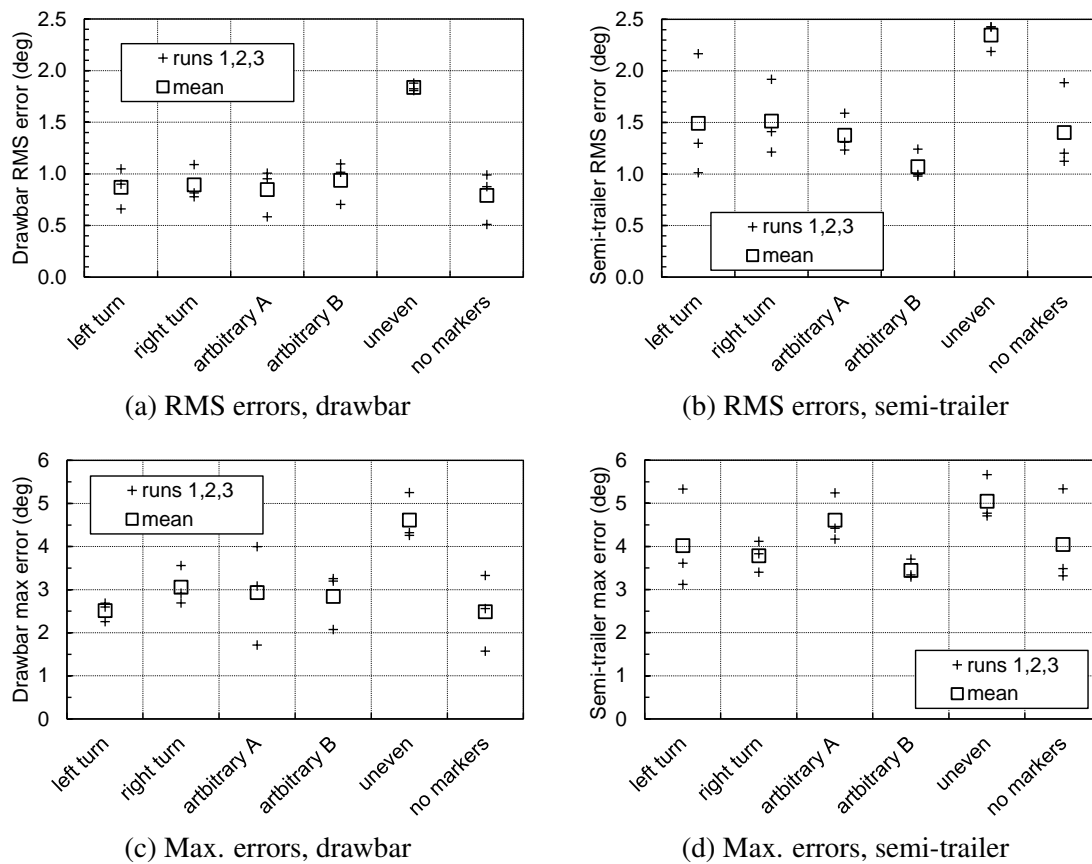 Drawbar RMS error (deg)
2.5
2.0
1.5
1.0
0.5
0.0
runs 1,2,3
mean
left turn
right turn
artbitrary A
artbitrary B
uneven
no markers
(a) RMS errors, drawbar
Semi-trailer RMS error (deg)
2.5
2.0
1.5
1.0
0.5
0.0
runs 1,2,3
mean
left turn
right turn
artbitrary A
artbitrary B
uneven
no markers
(b) RMS errors, semi-trailer
Drawbar max error (deg)
6
5
4
3
2
1
0
runs 1,2,3
mean
left turn
right turn
artbitrary A
artbitrary B
uneven
no markers
(c) Max. errors, drawbar
Semi-trailer max error (deg)
6
5
4
3
2
1
0
runs 1,2,3
mean
left turn
right turn
artbitrary A
artbitrary B
uneven
no markers
(d) Max. errors, semi-trailer